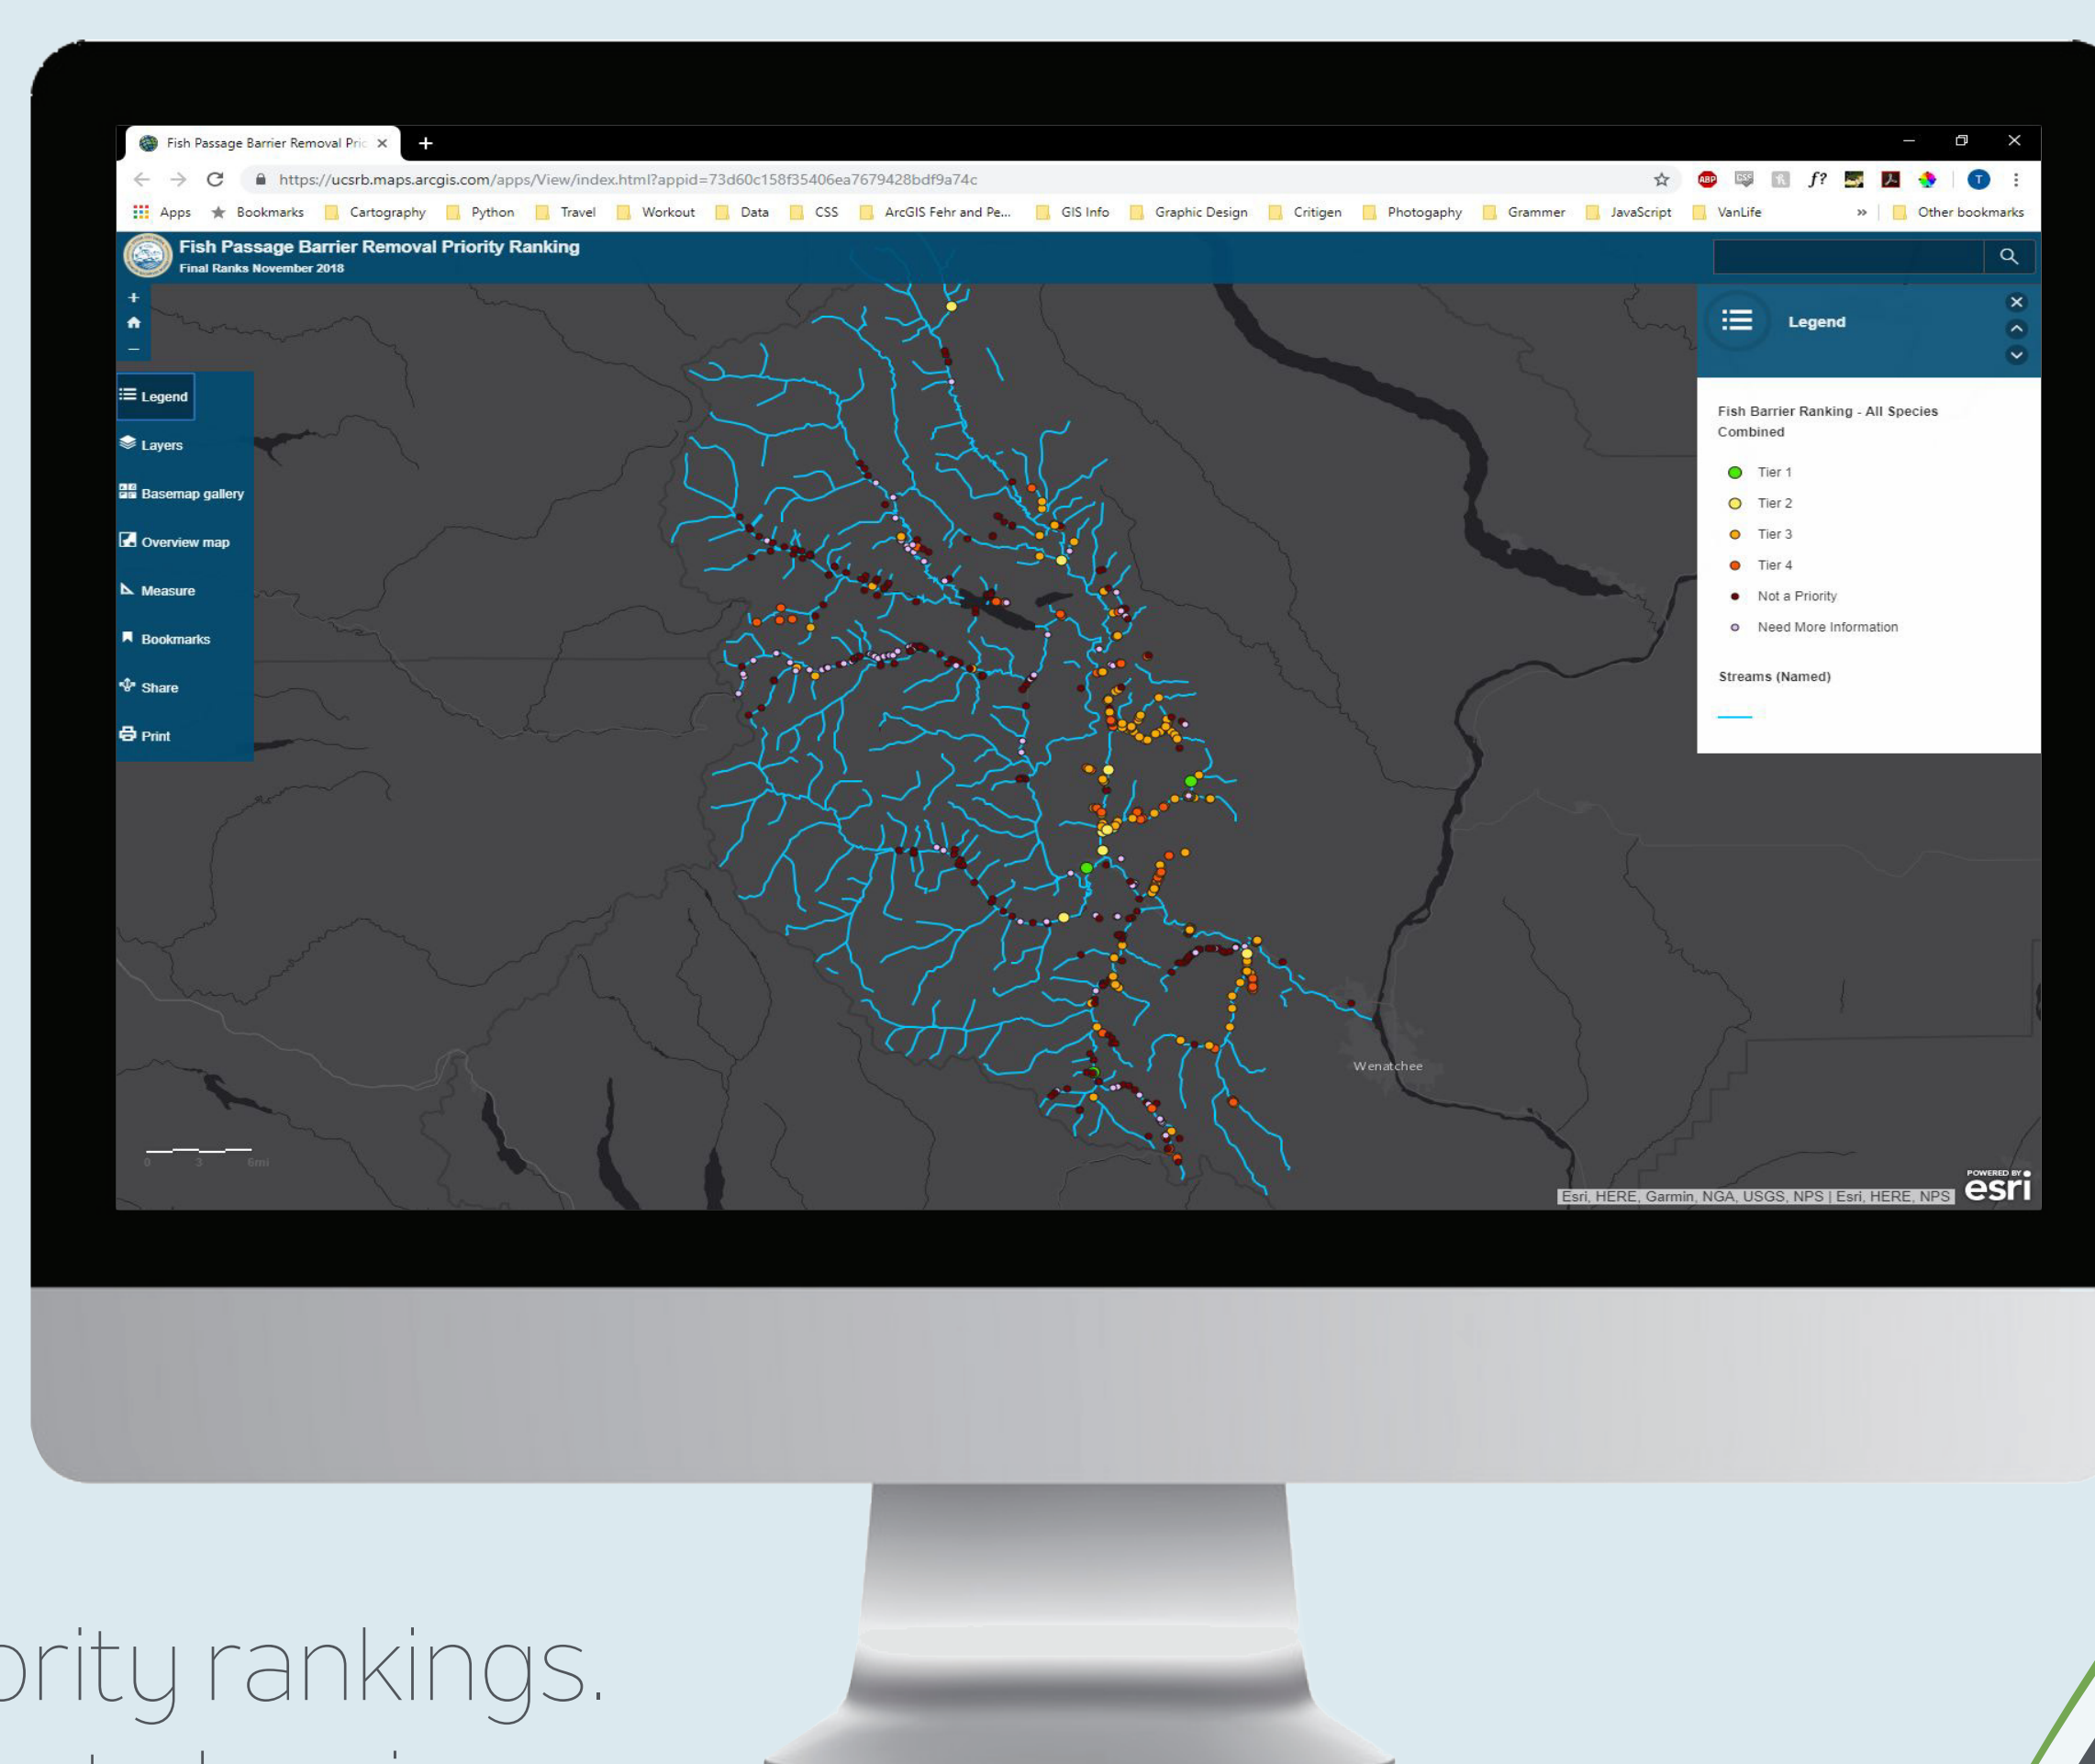 Fish Passage Barrier Removal Pric
https://ucsrb.maps.arcgis.com/apps/View/index.html?appid=73d60c158f35406ea7679428bdf9a74c
ABP
CSS
f?
T
Apps Bookmarks Cartography Python Travel Workout Data CSS ArcGIS Fehr and Pe... GIS Info Graphic Design Critigen Photogaphy Grammer JavaScript VanLife » Other bookmarks
Fish Passage Barrier Removal Priority Ranking
Final Ranks November 2018
Legend
Layers
Basemap gallery
Overview map
Measure
Bookmarks
Share
Print
Legend
Fish Barrier Ranking - All Species
Combined
Tier 1
Tier 2
Tier 3
Tier 4
Not a Priority
Need More Information
Streams (Named)
Wenatchee
0 3 6mi
Esri, HERE, Garmin, NGA, USGS, NPS | Esri, HERE, NPS
POWERED BY
esri
ority rankings.